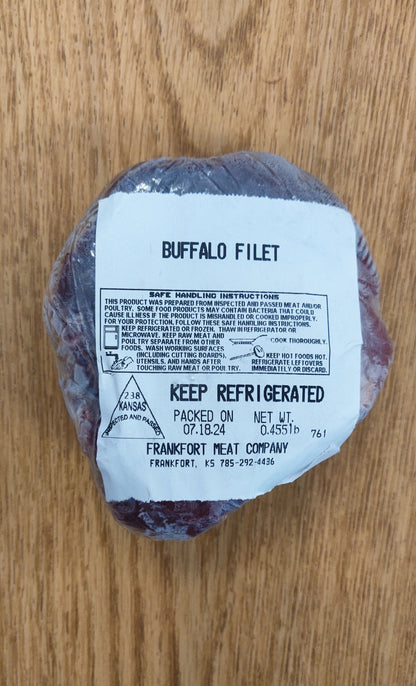 BUFFALO FILET
SAFE HANDLING INSTRUCTIONS
THIS PRODUCT WAS PREPARED FROM INSPECTED AND PASSED MEAT AND/OR
POULTRY. SOME FOOD PRODUCTS MAY CONTAIN BACTERIA THAT COULD
CAUSE ILLNESS IF THE PRODUCT IS MISHANDLED OR COOKED IMPROPERLY.
FOR YOUR PROTECTION, FOLLOW THESE SAFE HANDLING INSTRUCTIONS.
KEEP REFRIGERATED OR FROZEN. THAW IN REFRIGERATOR OR
MICROWAVE. KEEP RAW MEAT AND
POULTRY SEPARATE FROM OTHER
FOODS. WASH WORKING SURFACES
(INCLUDING CUTTING BOARDS),
UTENSILS, AND HANDS AFTER
TOUCHING RAW MEAT OR POULTRY.
COOK THOROUGHLY.
KEEP HOT FOODS HOT.
REFRIGERATE LEFTOVERS
IMMEDIATELY OR DISCARD.
238
KANSAS
INSPECTED AND PASSED
KEEP REFRIGERATED
PACKED ON
07.18.24
NET WT.
0.455lb
761
FRANKFORT MEAT COMPANY
FRANKFORT, KS 785-292-4436